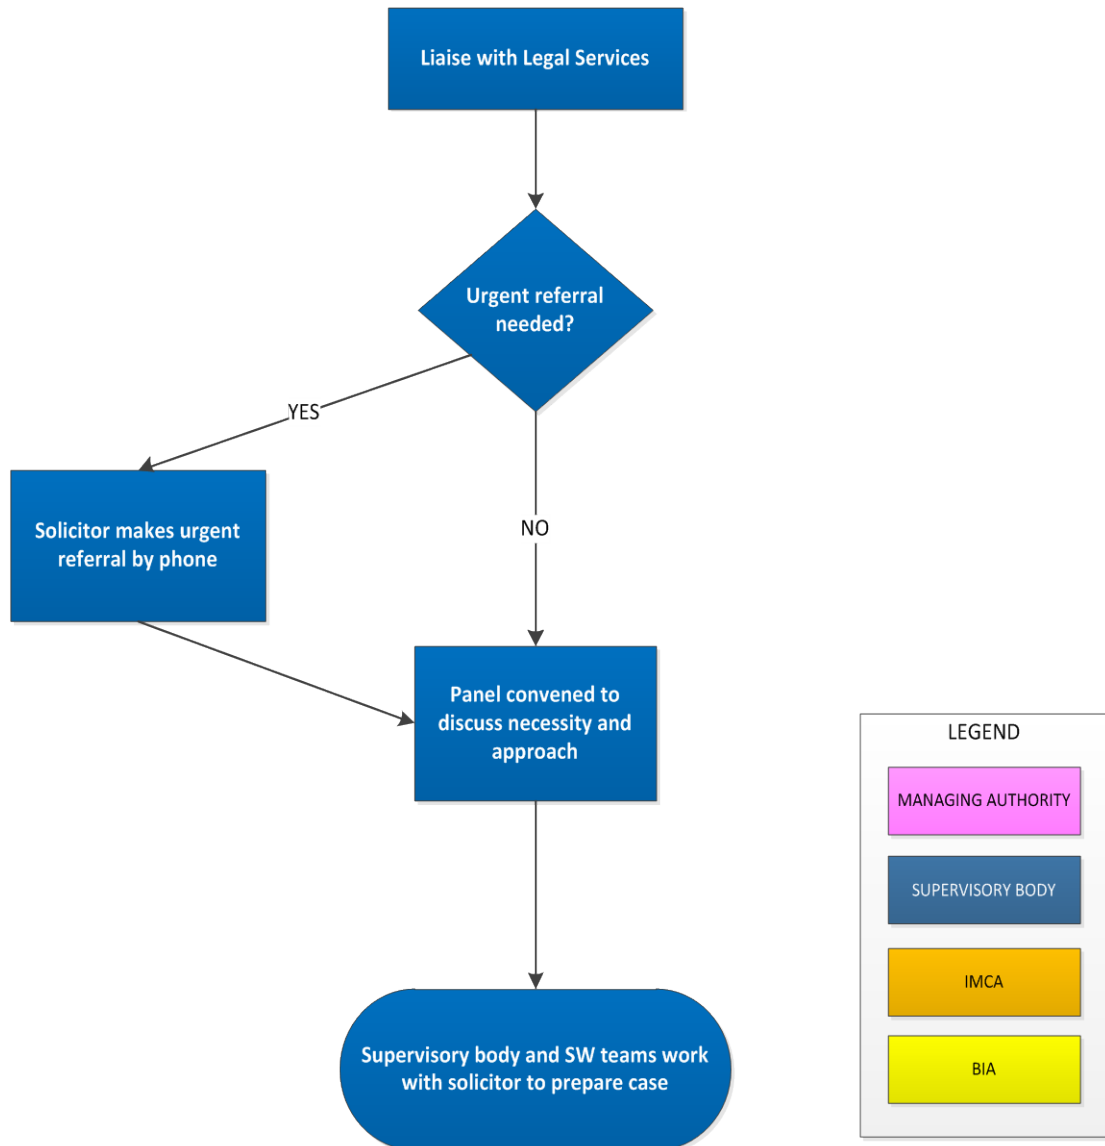 Liaise with Legal Services
Urgent referral
needed?
YES
Solicitor makes urgent
referral by phone
NO
Panel convened to
discuss necessity and
approach
Supervisory body and SW teams work
with solicitor to prepare case
LEGEND
MANAGING AUTHORITY
SUPERVISORY BODY
IMCA
BIA